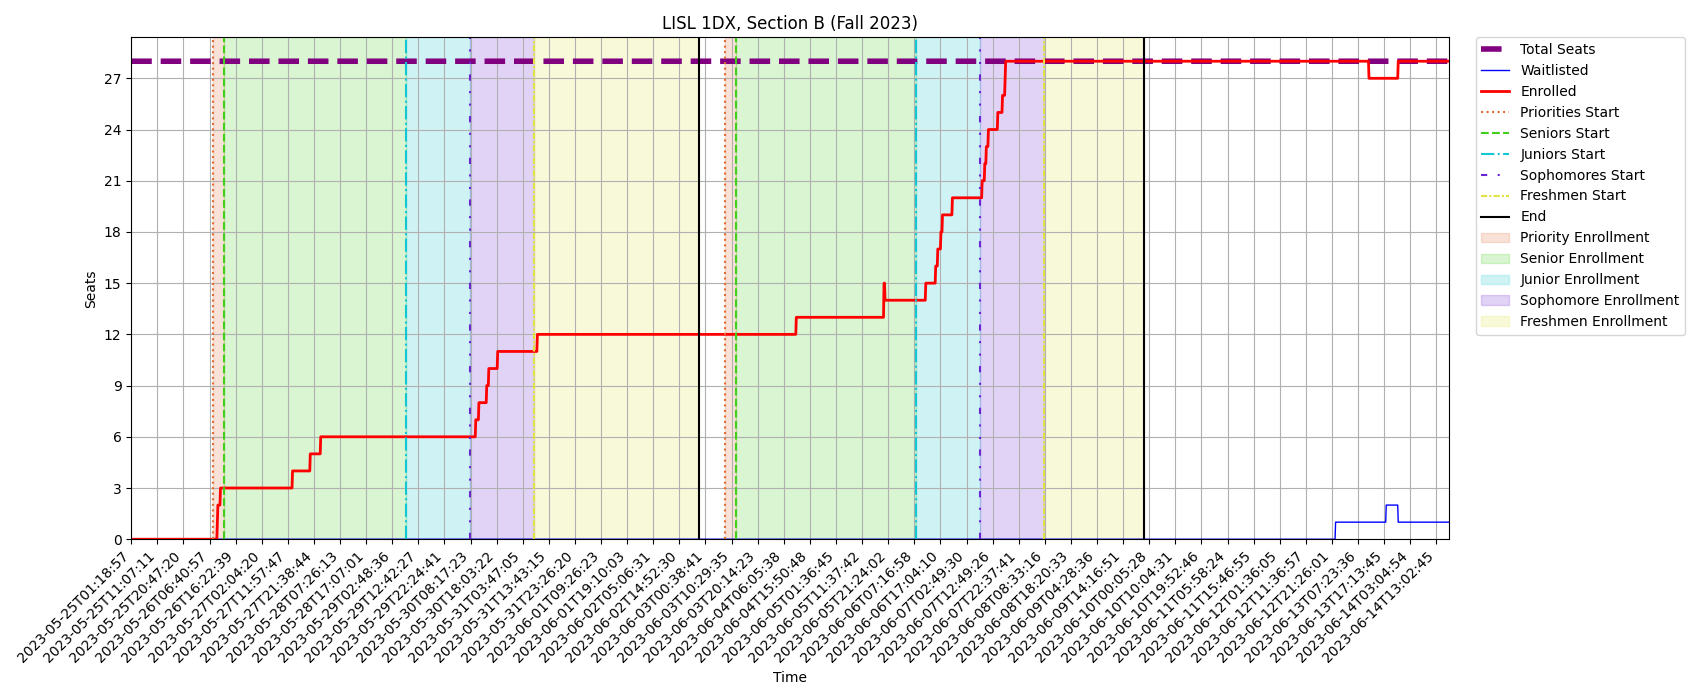 LISL 1DX, Section B (Fall 2023)
Seats
27
24
21
18
15
12
9
6
3
0
2023-05-25T01:18:57
2023-05-25T11:07:11
2023-05-25T20:47:20
2023-05-26T06:40:57
2023-05-26T16:22:39
2023-05-27T02:04:20
2023-05-27T11:57:47
2023-05-27T21:38:44
2023-05-28T07:26:13
2023-05-28T17:07:01
2023-05-29T02:48:36
2023-05-29T12:42:27
2023-05-29T22:24:41
2023-05-30T08:17:23
2023-05-30T18:03:22
2023-05-31T03:47:05
2023-05-31T13:43:15
2023-05-31T23:26:20
2023-06-01T09:26:23
2023-06-01T19:10:03
2023-06-02T05:06:31
2023-06-02T14:52:30
2023-06-03T00:38:41
2023-06-03T10:29:35
2023-06-03T20:14:23
2023-06-04T06:05:38
2023-06-04T15:50:48
2023-06-05T01:36:45
2023-06-05T11:37:42
2023-06-05T21:24:02
2023-06-06T07:16:58
2023-06-06T17:04:10
2023-06-07T02:49:30
2023-06-07T12:49:26
2023-06-07T22:37:41
2023-06-08T08:33:16
2023-06-08T18:20:33
2023-06-09T04:28:36
2023-06-09T14:16:51
2023-06-10T00:05:28
2023-06-10T10:04:31
2023-06-10T19:52:46
2023-06-11T05:58:24
2023-06-11T15:46:55
2023-06-12T01:36:05
2023-06-12T11:36:57
2023-06-12T21:26:01
2023-06-13T07:23:36
2023-06-13T17:13:45
2023-06-14T03:04:54
2023-06-14T13:02:45
Time
Total Seats
Waitlisted
Enrolled
Priorities Start
Seniors Start
Juniors Start
Sophomores Start
Freshmen Start
End
Priority Enrollment
Senior Enrollment
Junior Enrollment
Sophomore Enrollment
Freshmen Enrollment